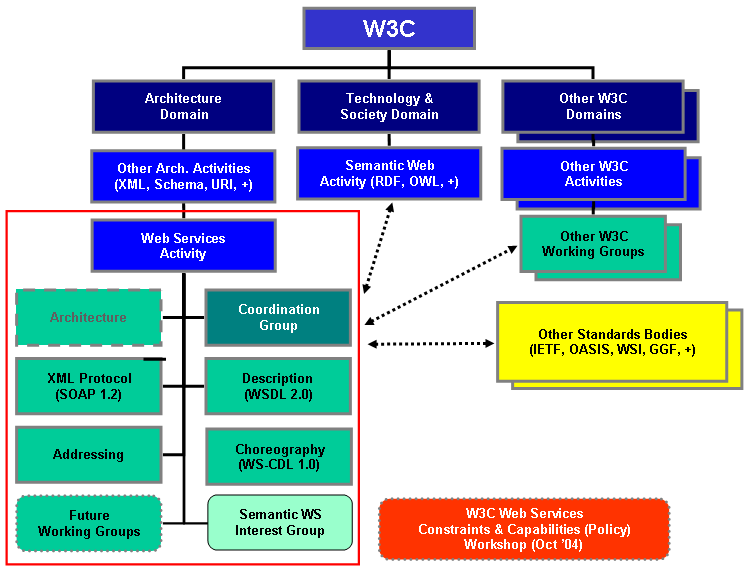 W3C
Architecture
Domain
Technology &
Society Domain
Other W3C
Domains
Other Arch. Activities
(XML, Schema, URI, +)
Semantic Web
Activity (RDF, OWL, +)
Other W3C
Activities
Web Services
Activity
Other W3C
Working Groups
Architecture
Coordination
Group
Other Standards Bodies
(IETF, OASIS, WSI, GGF, +)
XML Protocol
(SOAP 1.2)
Description
(WSDL 2.0)
Addressing
Choreography
(WS-CDL 1.0)
Future
Working Groups
Semantic WS
Interest Group
W3C Web Services
Constraints & Capabilities (Policy)
Workshop (Oct '04)